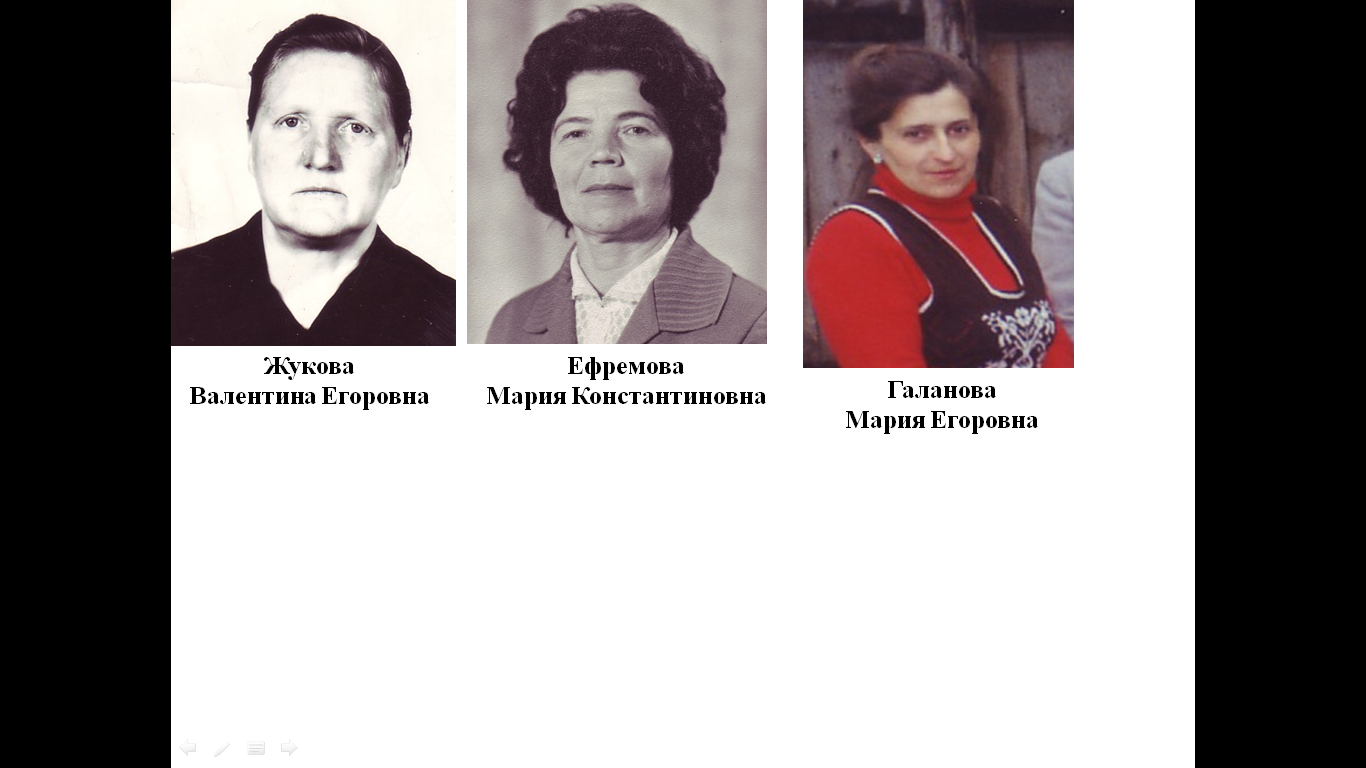 Жукова
Валентина Егоровна
Ефремова
Мария Константиновна
Галанова
Мария Егоровна